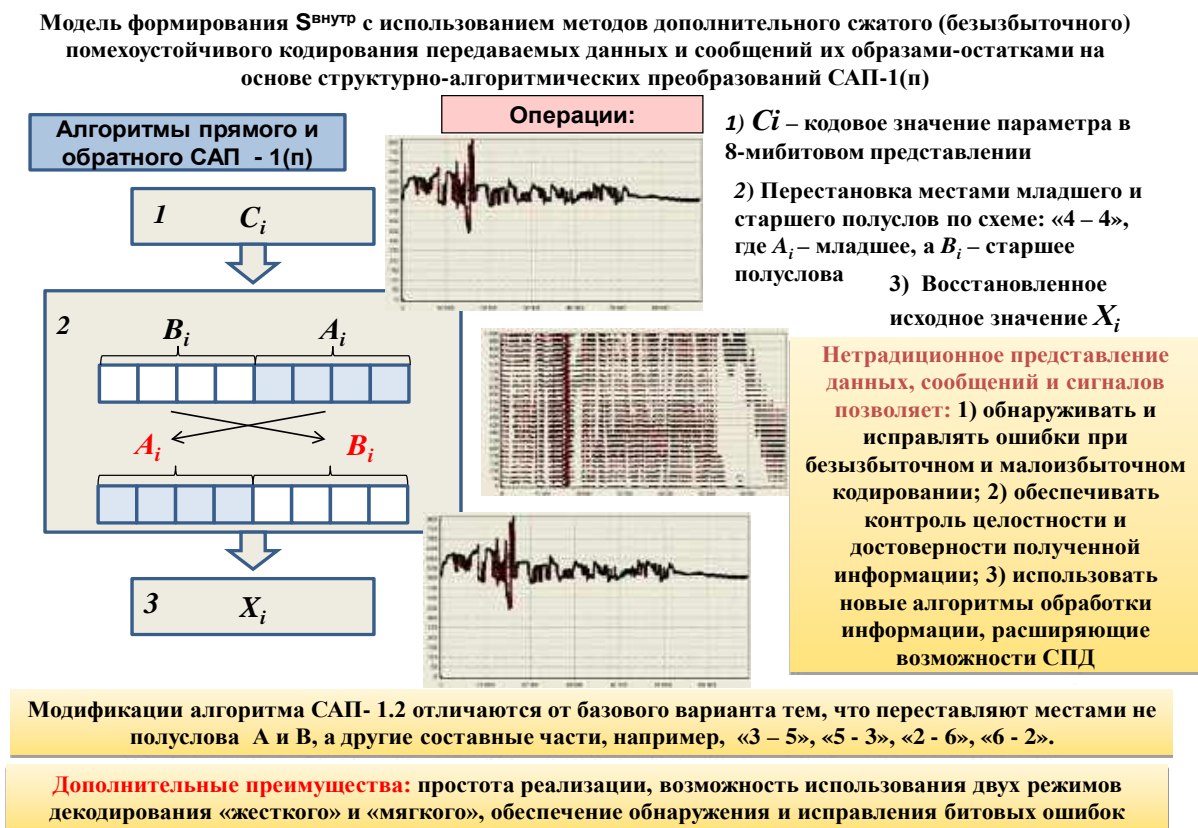 Модель формирования Sвнутр с использованием методов дополнительного сжатого (безызбыточного)
помехоустойчивого кодирования передаваемых данных и сообщений их образами-остатками на
основе структурно-алгоритмических преобразований САП-1(п)
Алгоритмы прямого и
обратного САП - 1(п)
1 Ci
2
Bi Ai
Ai Bi
3 Xi
Операции:
1) Ci – кодовое значение параметра в
8-мибитовом представлении
2) Перестановка местами младшего и
старшего полуслов по схеме: «4 – 4»,
где Ai – младшее, а Bi – старшее
полуслова
3) Восстановленное
исходное значение Xi
Нетрадиционное представление
данных, сообщений и сигналов
позволяет: 1) обнаруживать и
исправлять ошибки при
безызбыточном и малоизбыточном
кодировании; 2) обеспечивать
контроль целостности и
достоверности полученной
информации; 3) использовать
новые алгоритмы обработки
информации, расширяющие
возможности СПД
Модификации алгоритма САП- 1.2 отличаются от базового варианта тем, что переставляют местами не
полуслова А и В, а другие составные части, например, «3 – 5», «5 - 3», «2 - 6», «6 - 2».
Дополнительные преимущества: простота реализации, возможность использования двух режимов
декодирования «жесткого» и «мягкого», обеспечение обнаружения и исправления битовых ошибок